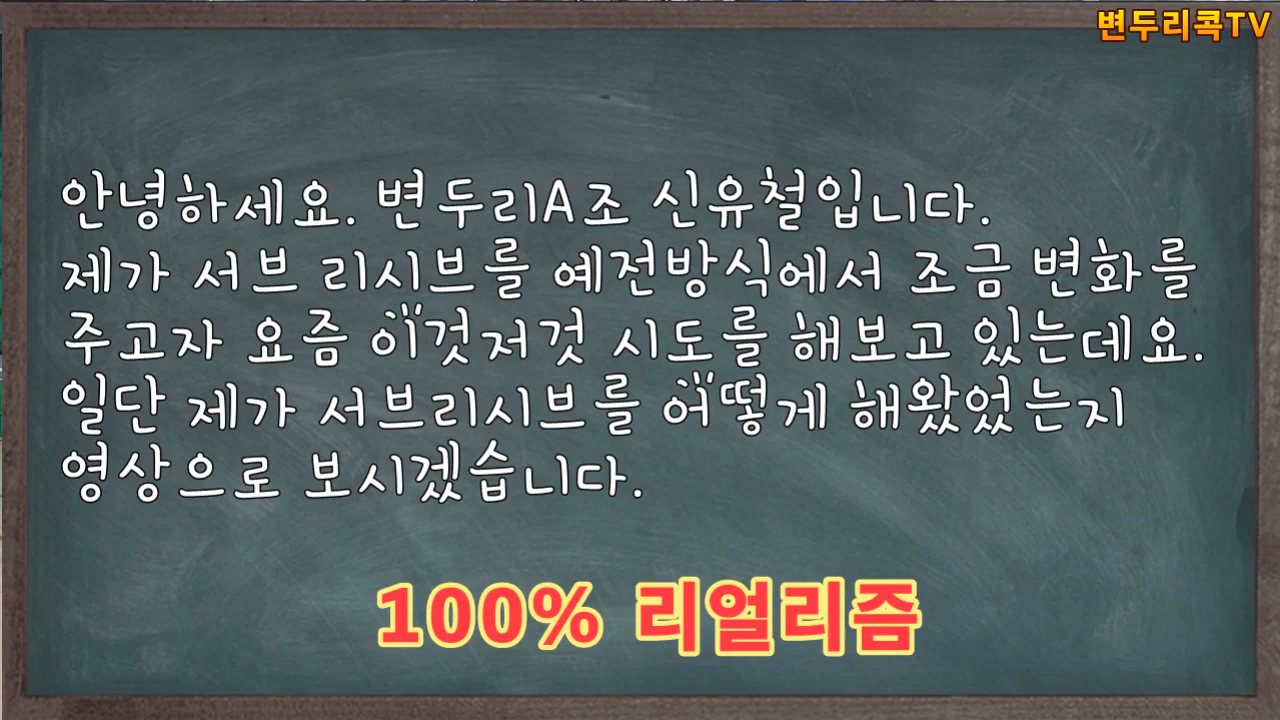 변두리콕TV
안녕하세요. 변두리A조 신유철입니다.
제가 서브 리시브를 예전방식에서 조금 변화를
주고자 요즘 이것저것 시도를 해보고 있는데요.
일단 제가 서브리시브를 어떻게 해왔었는지
영상으로 보시겠습니다.
100% 리얼리즘